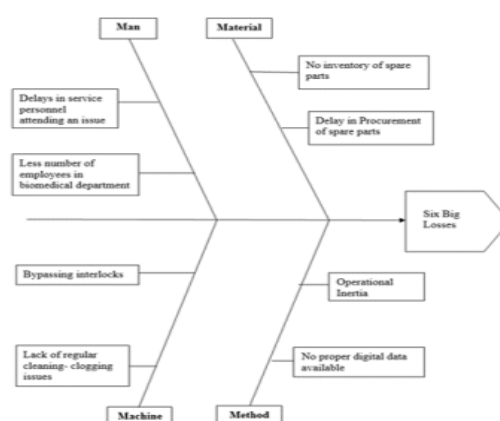 Man
Material
No inventory of spare
parts
Delays in service
personnel
attending an issue
Delay in Procurement
of spare parts
Less number of
employees in
biomedical department
Six Big
Losses
Bypassing interlocks
Operational
Inertia
Lack of regular
cleaning- clogging
issues
No proper digital data
available
Machine
Method